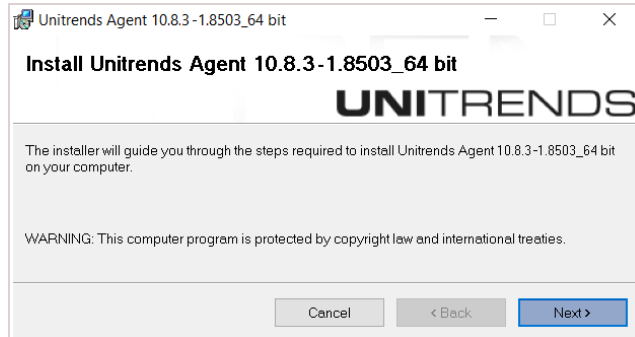 Unitrends Agent 10.8.3-1.8503_64 bit
Install Unitrends Agent 10.8.3-1.8503_64 bit
UNITRENDS
The installer will guide you through the steps required to install Unitrends Agent 10.8.3-1.8503_64 bit
on your computer.
WARNING: This computer program is protected by copyright law and international treaties.
Cancel <Back Next>